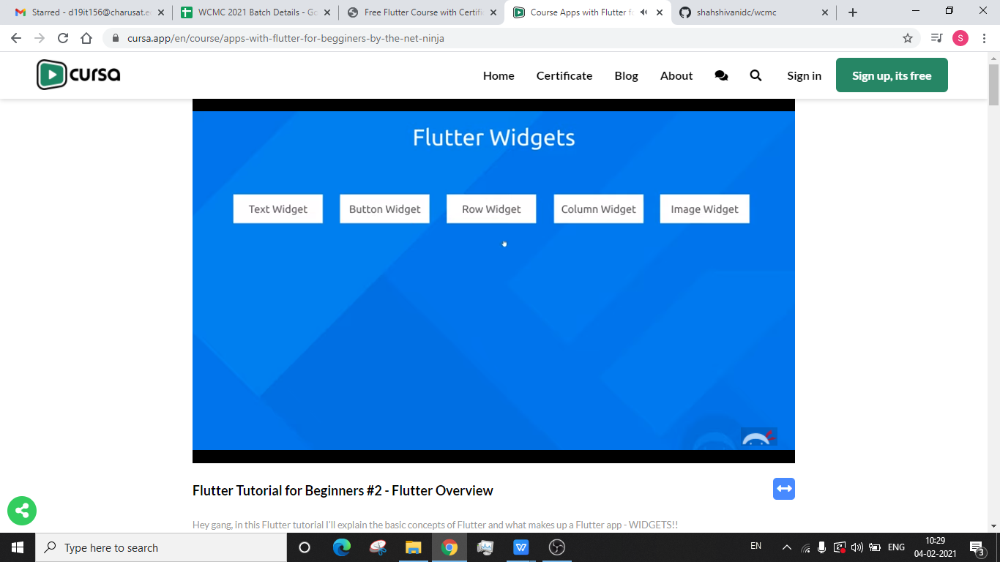 Starred - d19it156@charusat.e
WCMC 2021 Batch Details - Go
Free Flutter Course with Certifi
Course Apps with Flutter fo
shahshivanidc/wcmc
cursa.app/en/course/apps-with-flutter-for-begginers-by-the-net-ninja
S
cursa
Home
Certificate
Blog
About
Sign in
Sign up, its free
Flutter Widgets
Text Widget
Button Widget
Row Widget
Column Widget
Image Widget
Flutter Tutorial for Beginners #2 - Flutter Overview
Hey gang, in this Flutter tutorial I'll explain the basic concepts of Flutter and what makes up a Flutter app - WIDGETS!!
Type here to search
W
EN
ENG
10:29
04-02-2021
3